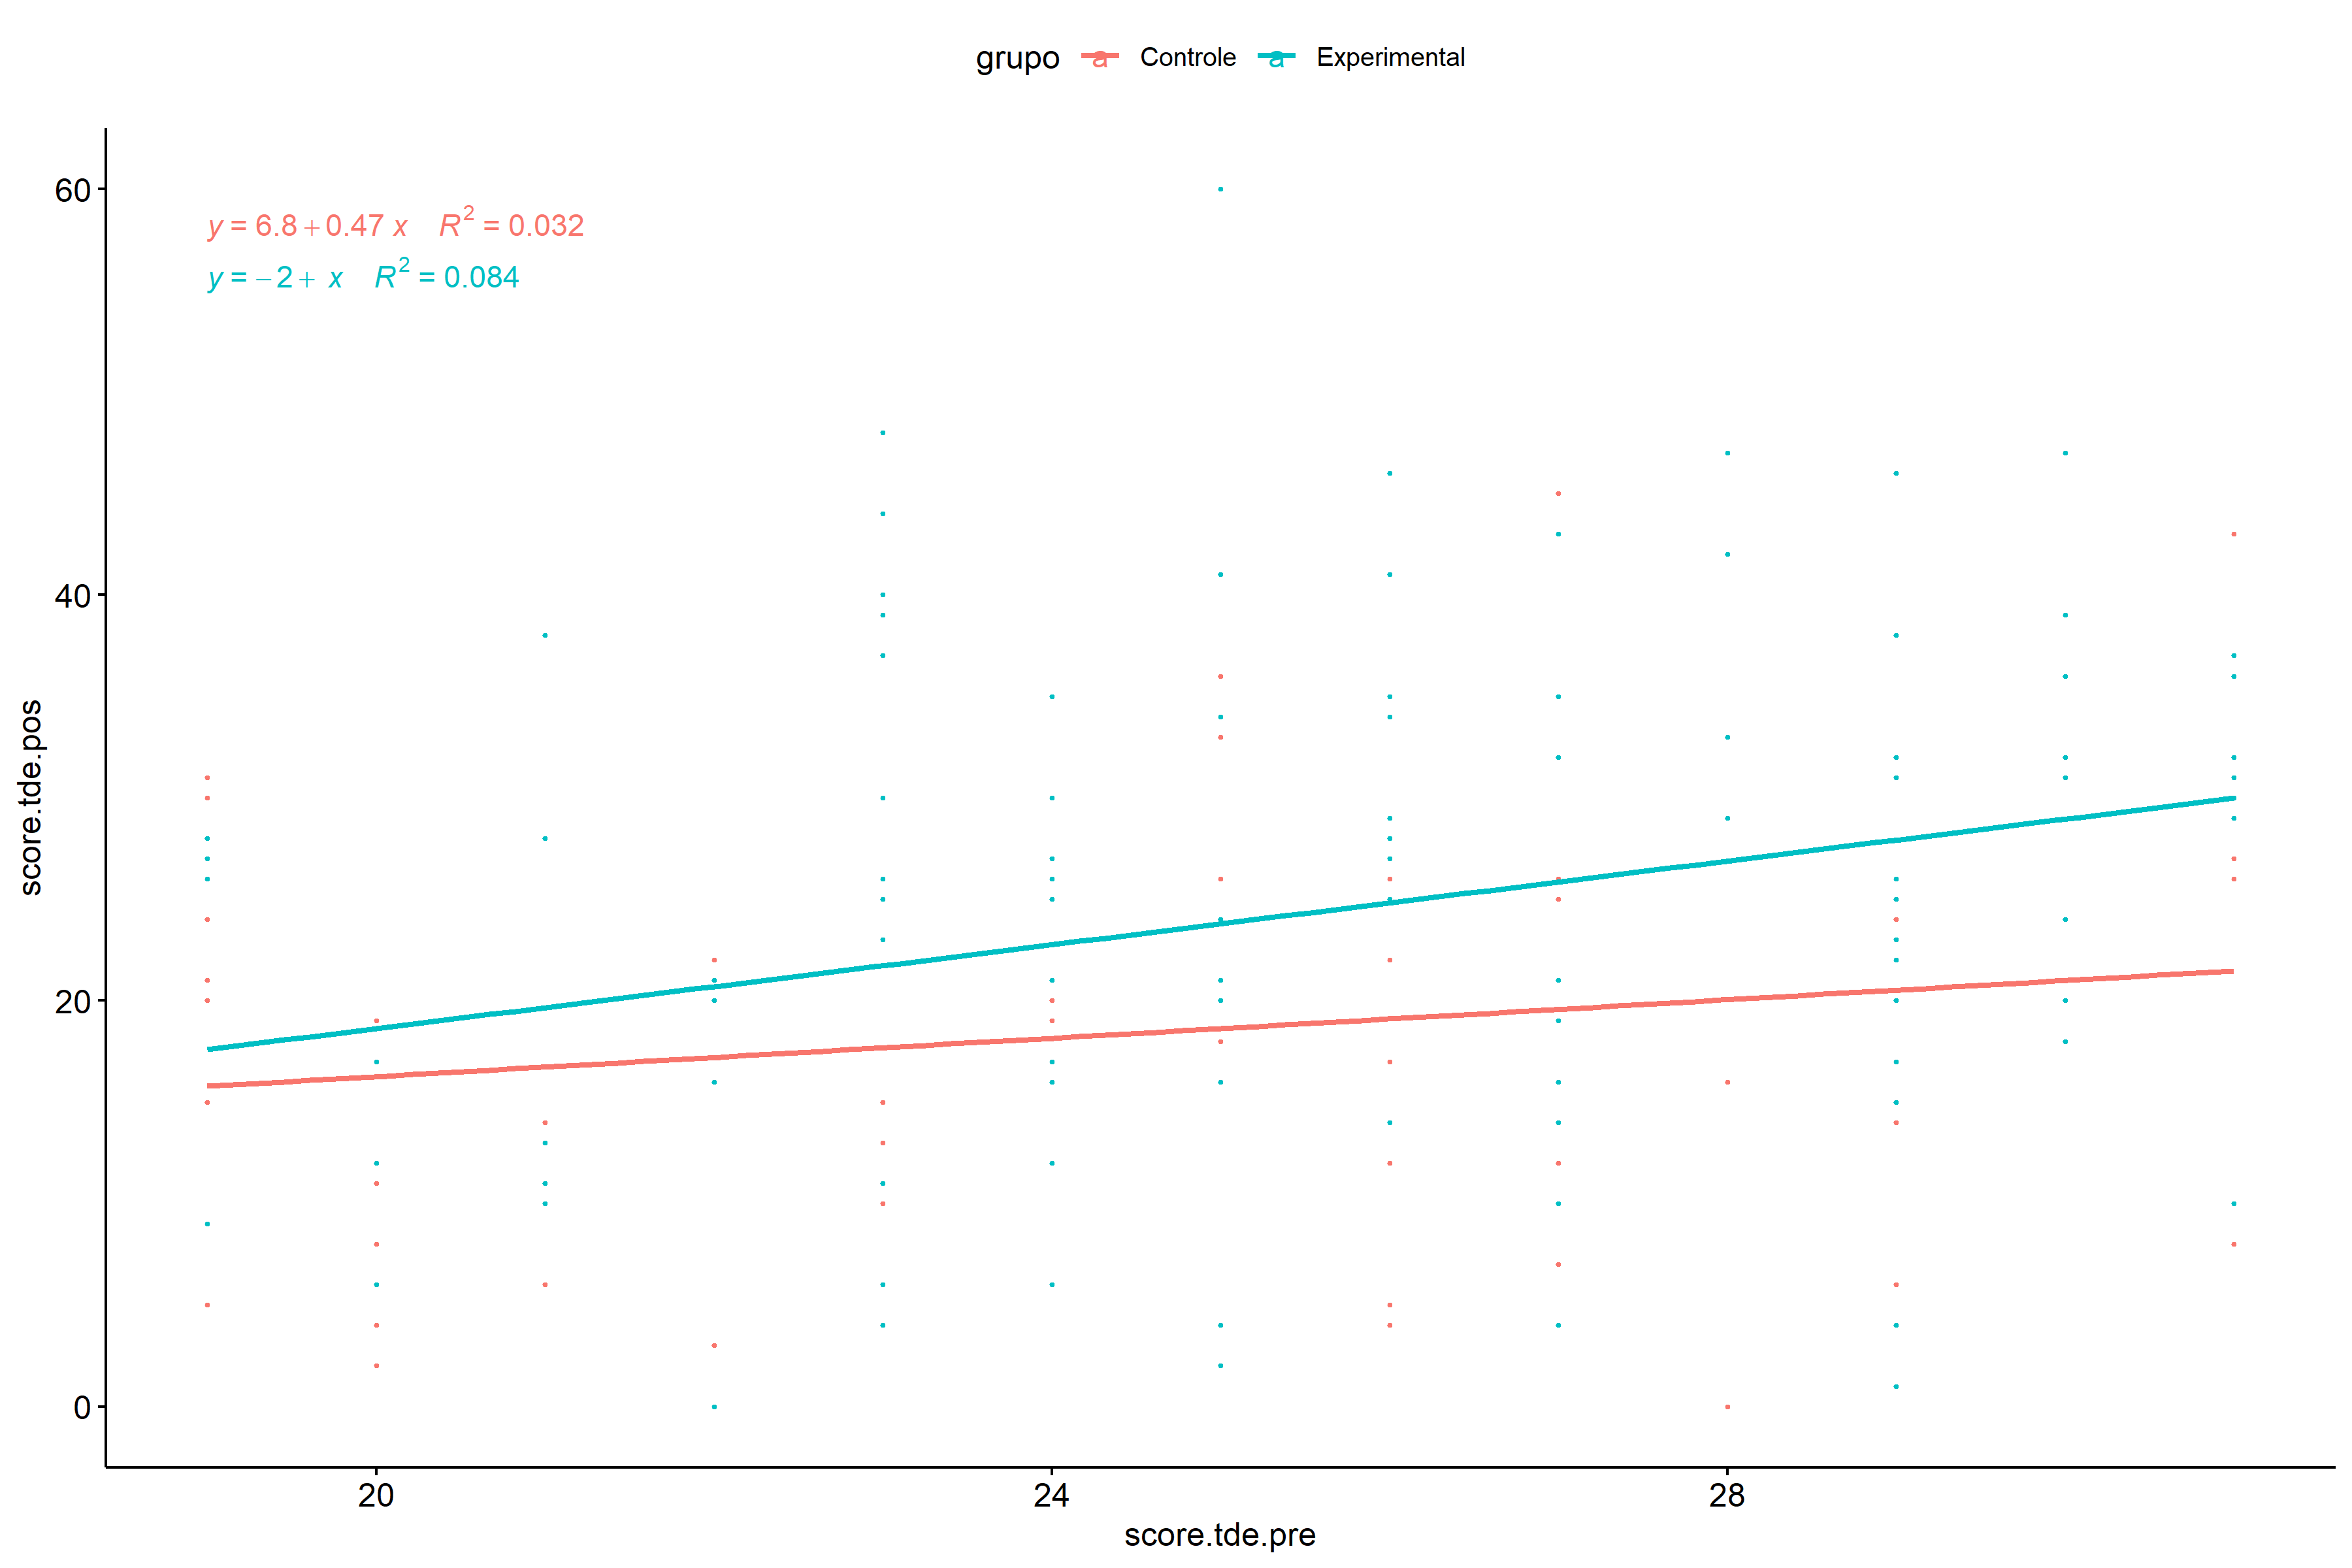 grupo a Controle a Experimental
60
y = 6.8 + 0.47 x R² = 0.032
y = −2 + x R² = 0.084
40
20
0
score.tde.pos
20 24 28
score.tde.pre